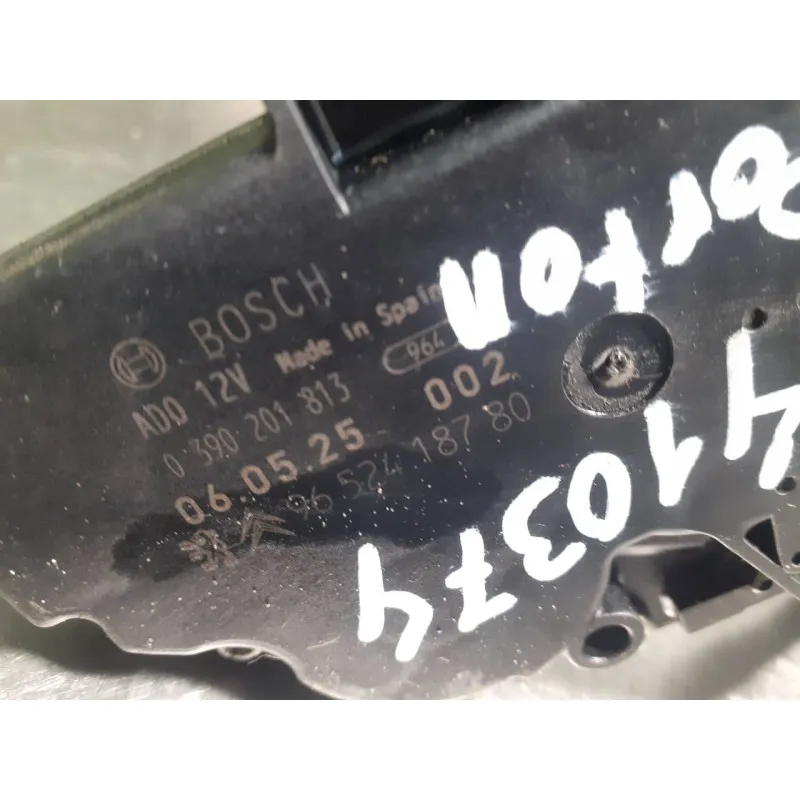 BOSCH
ADD 12V Made in Spain
0 390 201 813 964
06.05.25 002
96 524 187 80
Porton
410374